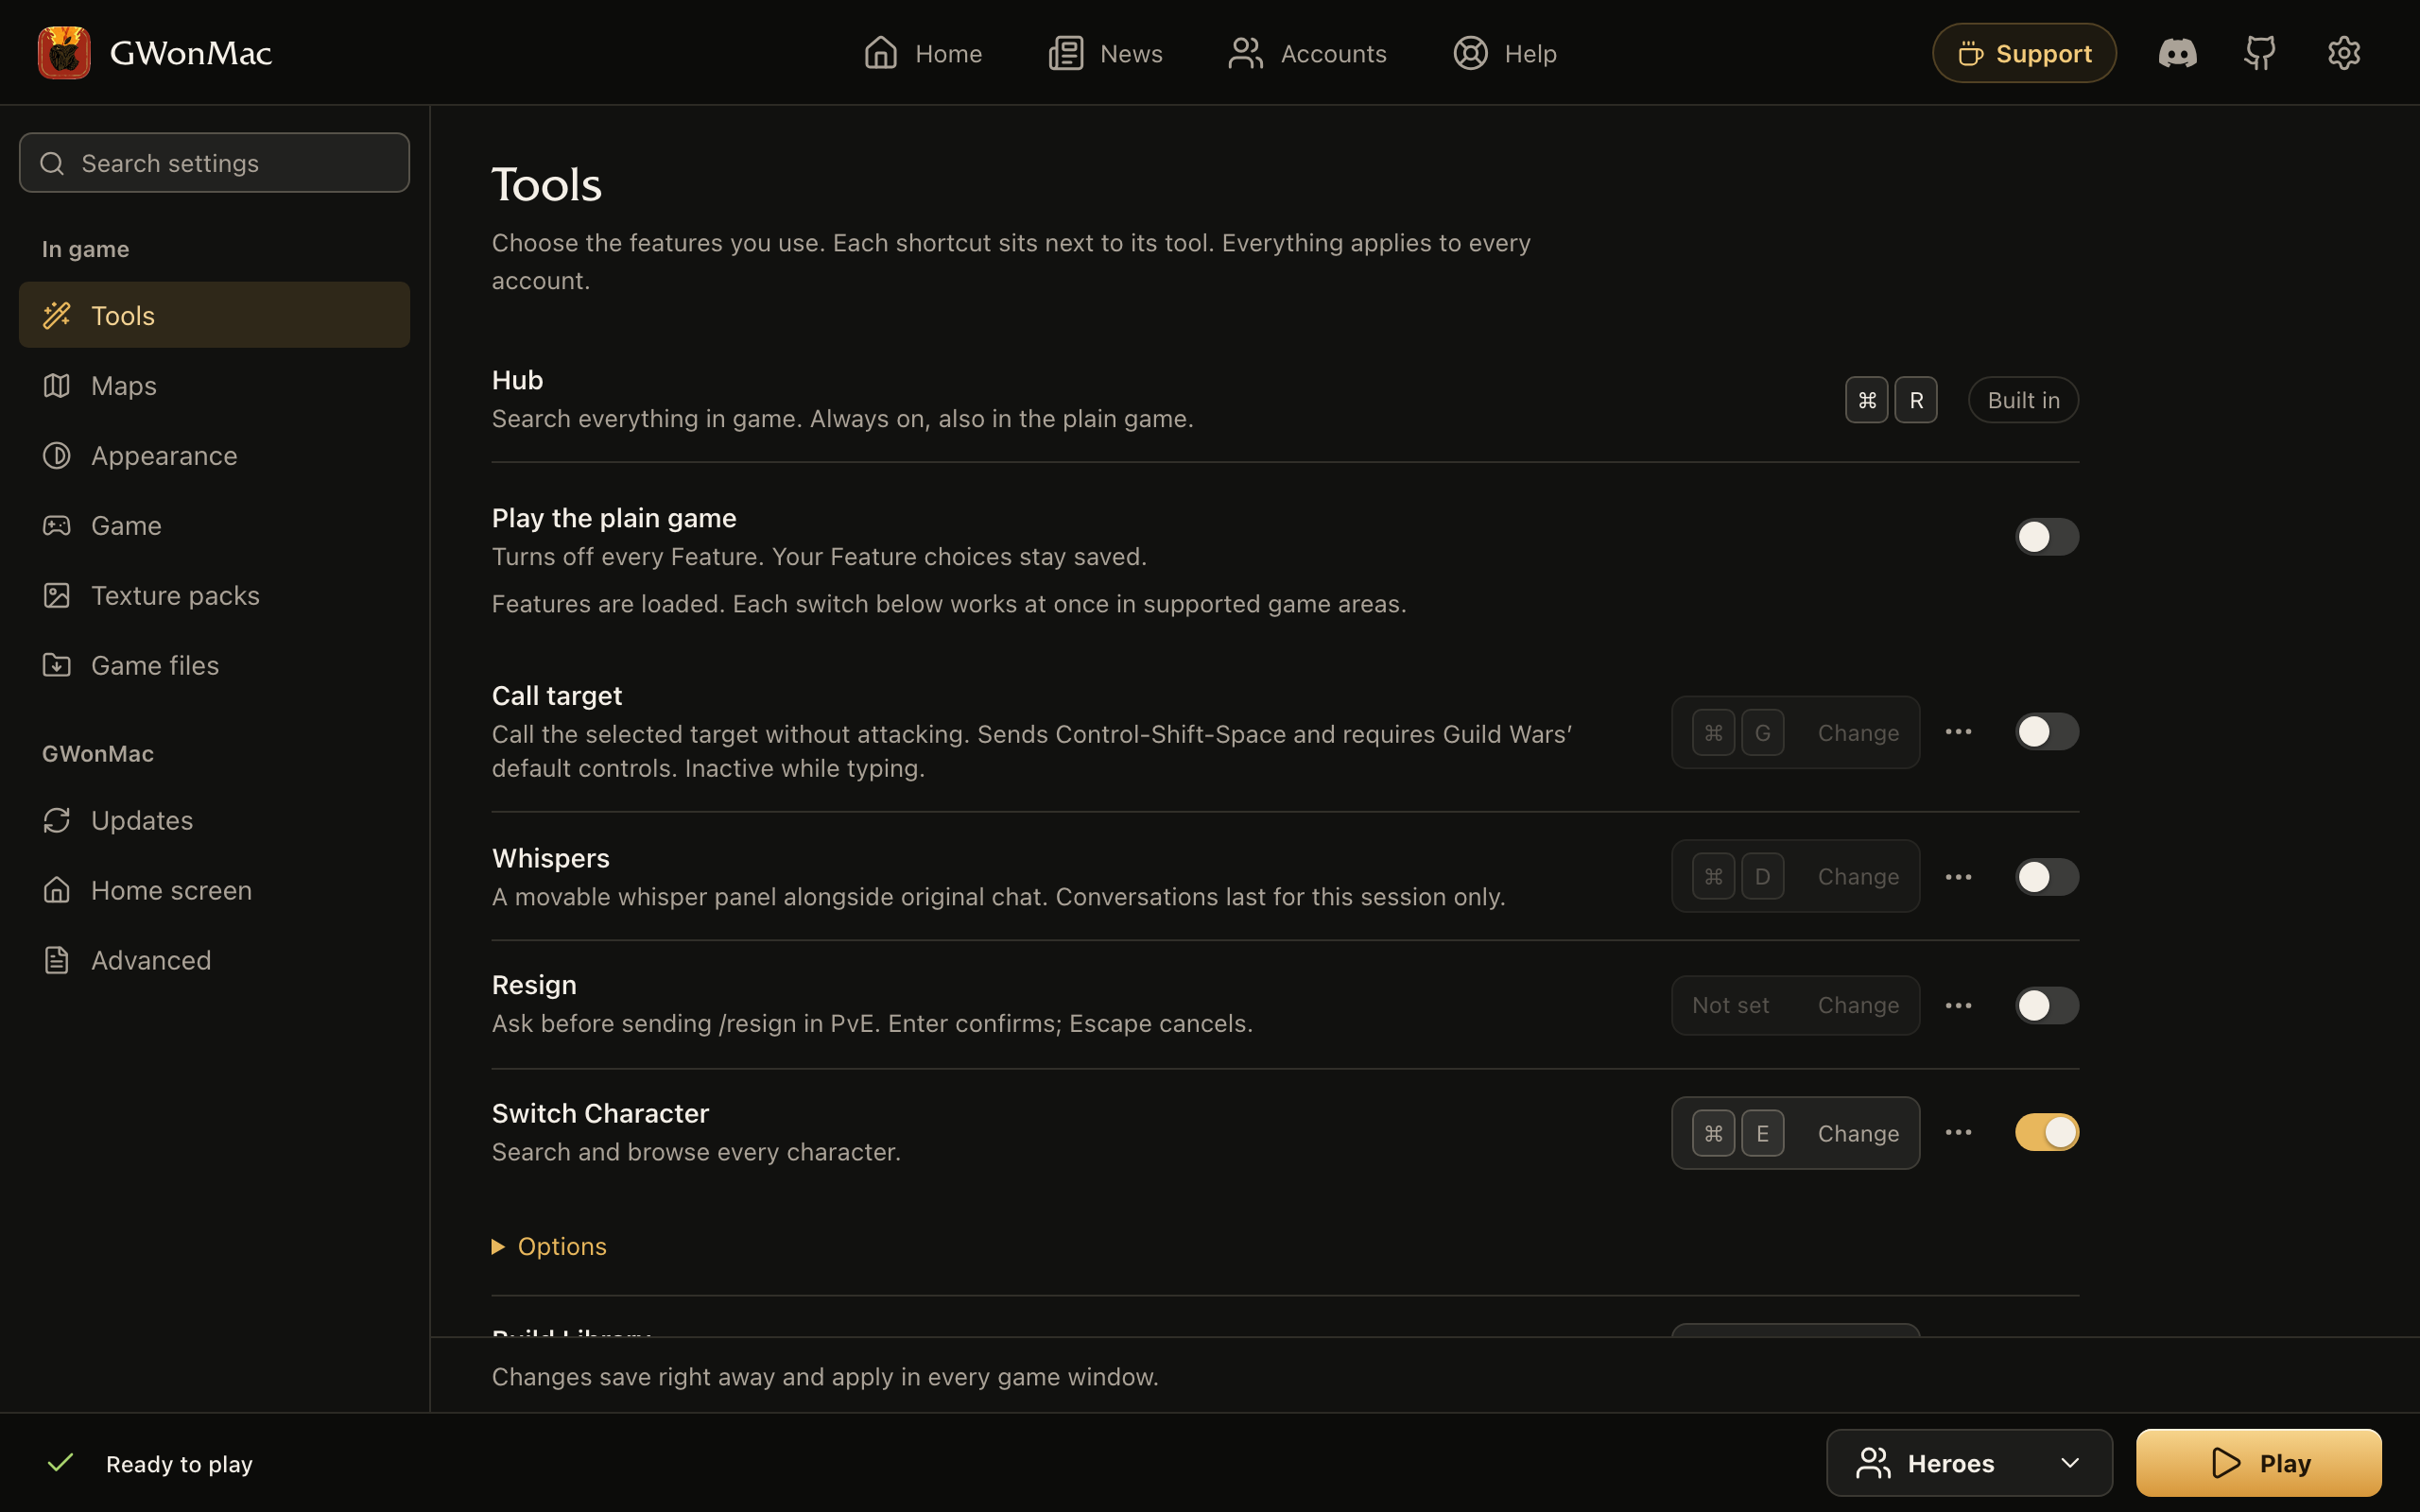 GWonMac
Home
News
Accounts
Help
Support
Search settings
In game
Tools
Maps
Appearance
Game
Texture packs
Game files
GWonMac
Updates
Home screen
Advanced
Tools
Choose the features you use. Each shortcut sits next to its tool. Everything applies to every
account.
Hub
Search everything in game. Always on, also in the plain game.
⌘ R Built in
Play the plain game
Turns off every Feature. Your Feature choices stay saved.
Features are loaded. Each switch below works at once in supported game areas.
Call target
Call the selected target without attacking. Sends Control-Shift-Space and requires Guild Wars’
default controls. Inactive while typing.
⌘ G Change
Whispers
A movable whisper panel alongside original chat. Conversations last for this session only.
⌘ D Change
Resign
Ask before sending /resign in PvE. Enter confirms; Escape cancels.
Not set Change
Switch Character
Search and browse every character.
⌘ E Change
Options
Build Library
Changes save right away and apply in every game window.
Ready to play
Heroes
Play